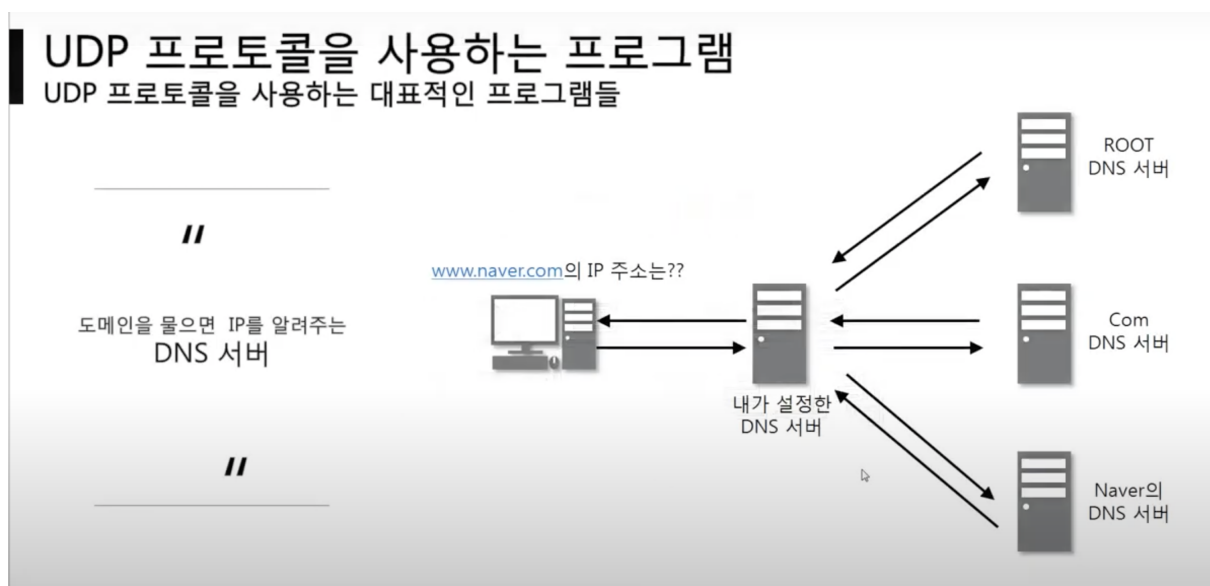 UDP 프로토콜을 사용하는 프로그램
UDP 프로토콜을 사용하는 대표적인 프로그램들
"
도메인을 물으면 IP를 알려주는
DNS 서버
"
www.naver.com의 IP 주소는??
내가 설정한
DNS 서버
ROOT
DNS 서버
Com
DNS 서버
Naver의
DNS 서버